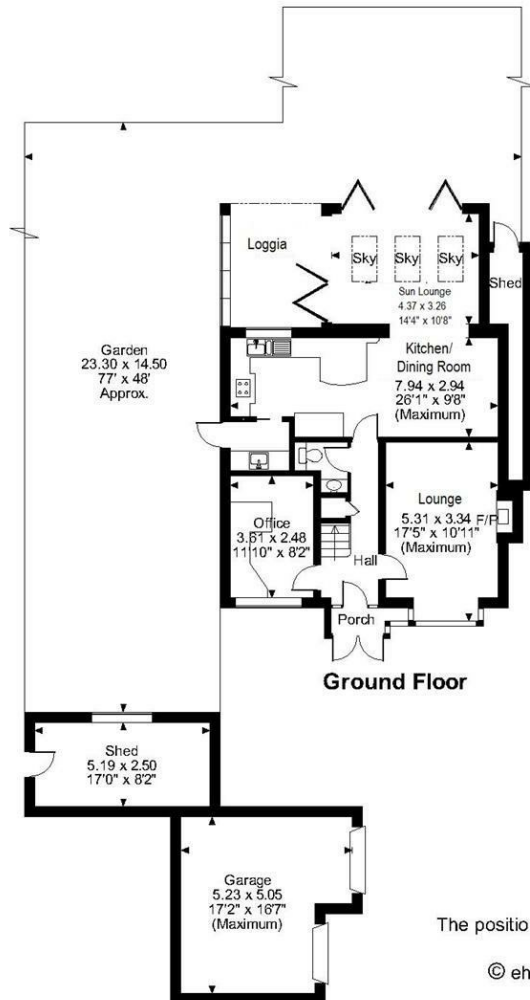 Loggia
Sky
Sky
Sky
Shed
Sun Lounge
4.37 x 3.26
14'4" x 10'8"
Garden
23.30 x 14.50
77' x 48'
Approx.
Kitchen/
Dining Room
7.94 x 2.94
26'1" x 9'8"
(Maximum)
Lounge
5.31 x 3.34
17'5" x 10'11"
(Maximum)
F/P
Office
3.61 x 2.48
11'10" x 8'2"
Hall
Porch
Ground Floor
Shed
5.19 x 2.50
17'0" x 8'2"
Garage
5.23 x 5.05
17'2" x 16'7"
(Maximum)
The positio
© eh